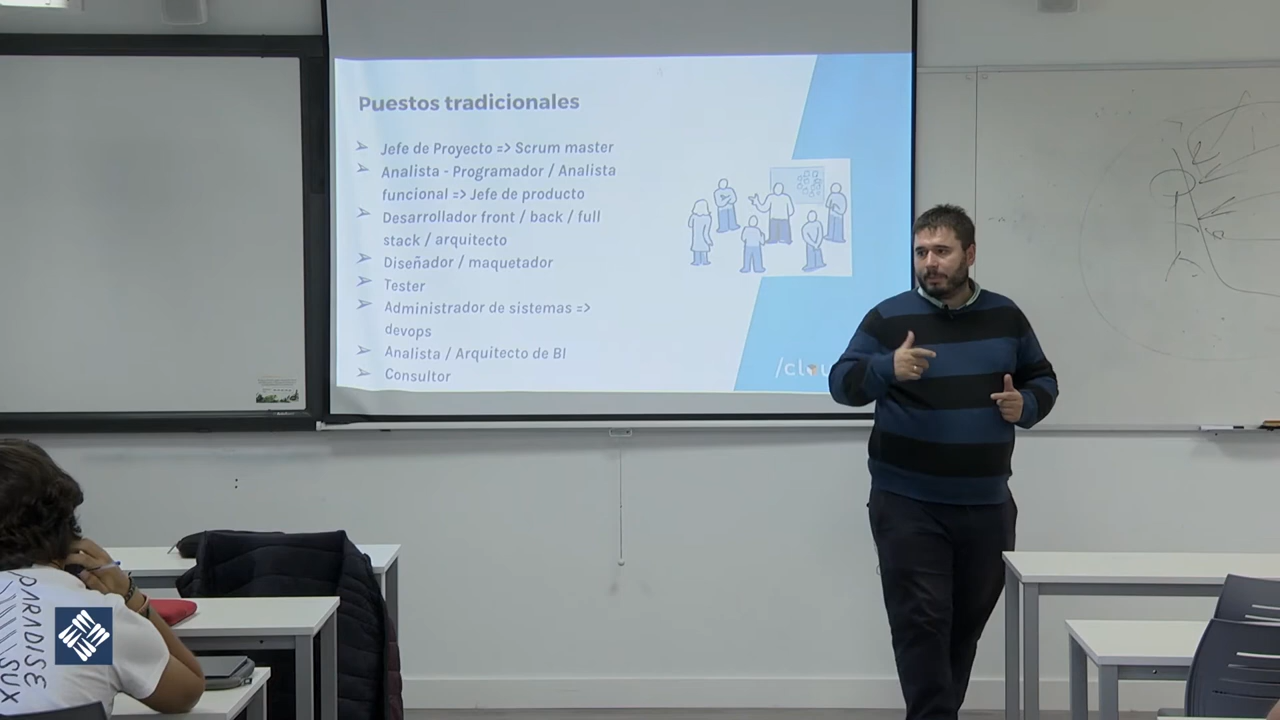 Puestos tradicionales
➢ Jefe de Proyecto => Scrum master
➢ Analista - Programador / Analista
funcional => Jefe de producto
➢ Desarrollador front / back / full
stack / arquitecto
➢ Diseñador / maquetador
➢ Tester
➢ Administrador de sistemas =>
devops
➢ Analista / Arquitecto de BI
➢ Consultor
PARADISE
SUX